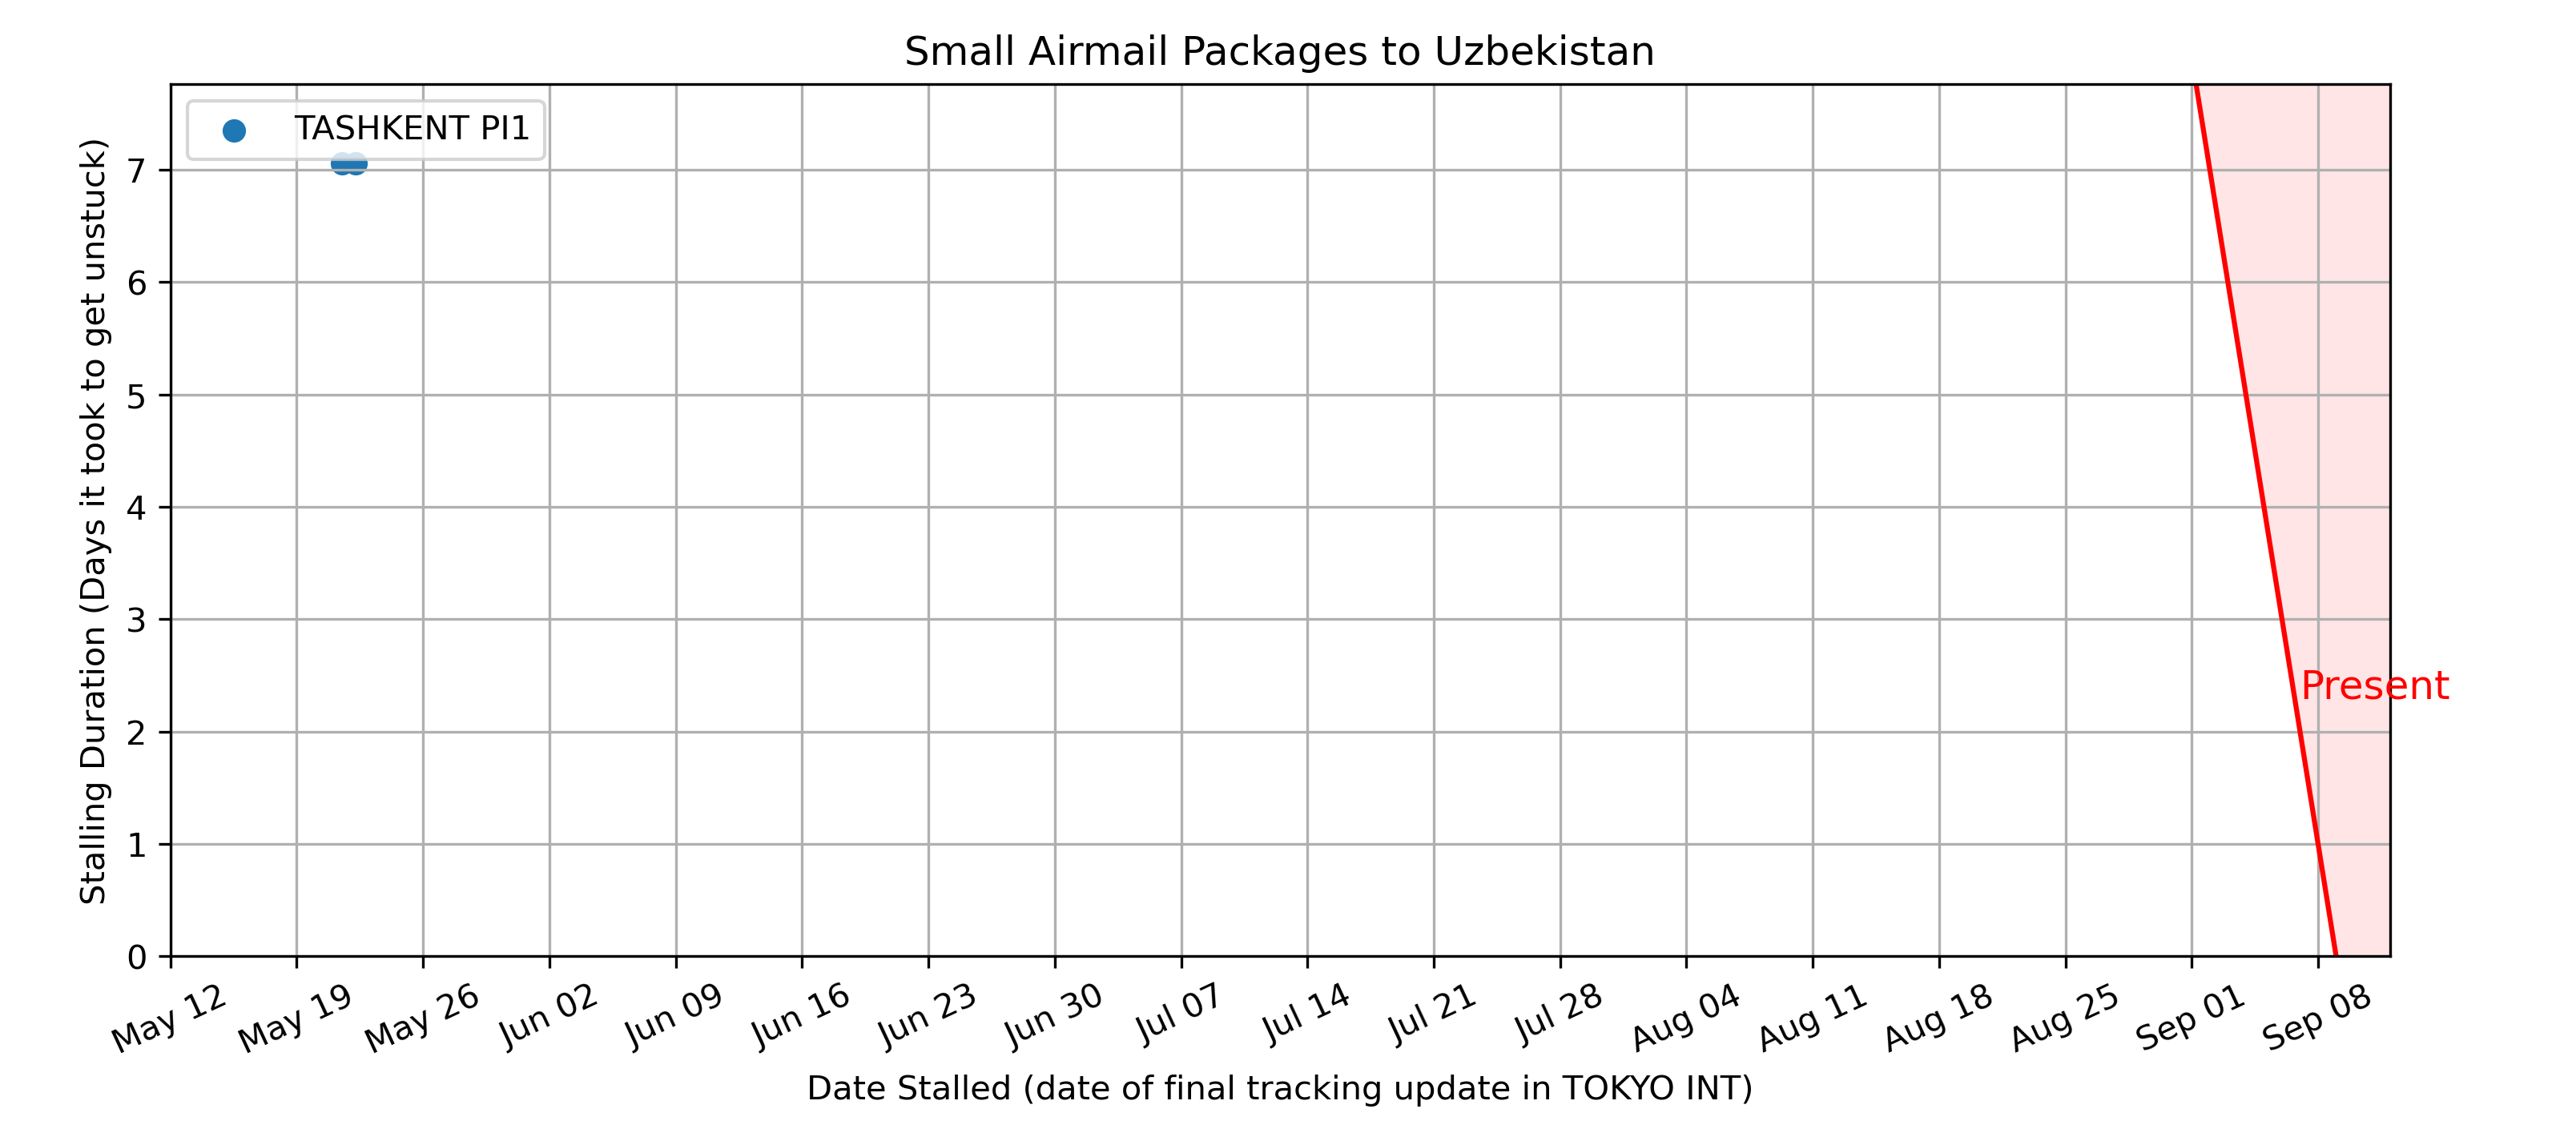 Small Airmail Packages to Uzbekistan
TASHKENT PI1
Stalling Duration (Days it took to get unstuck)
7
6
5
4
3
2
1
0
Present
May 12
May 19
May 26
Jun 02
Jun 09
Jun 16
Jun 23
Jun 30
Jul 07
Jul 14
Jul 21
Jul 28
Aug 04
Aug 11
Aug 18
Aug 25
Sep 01
Sep 08
Date Stalled (date of final tracking update in TOKYO INT)